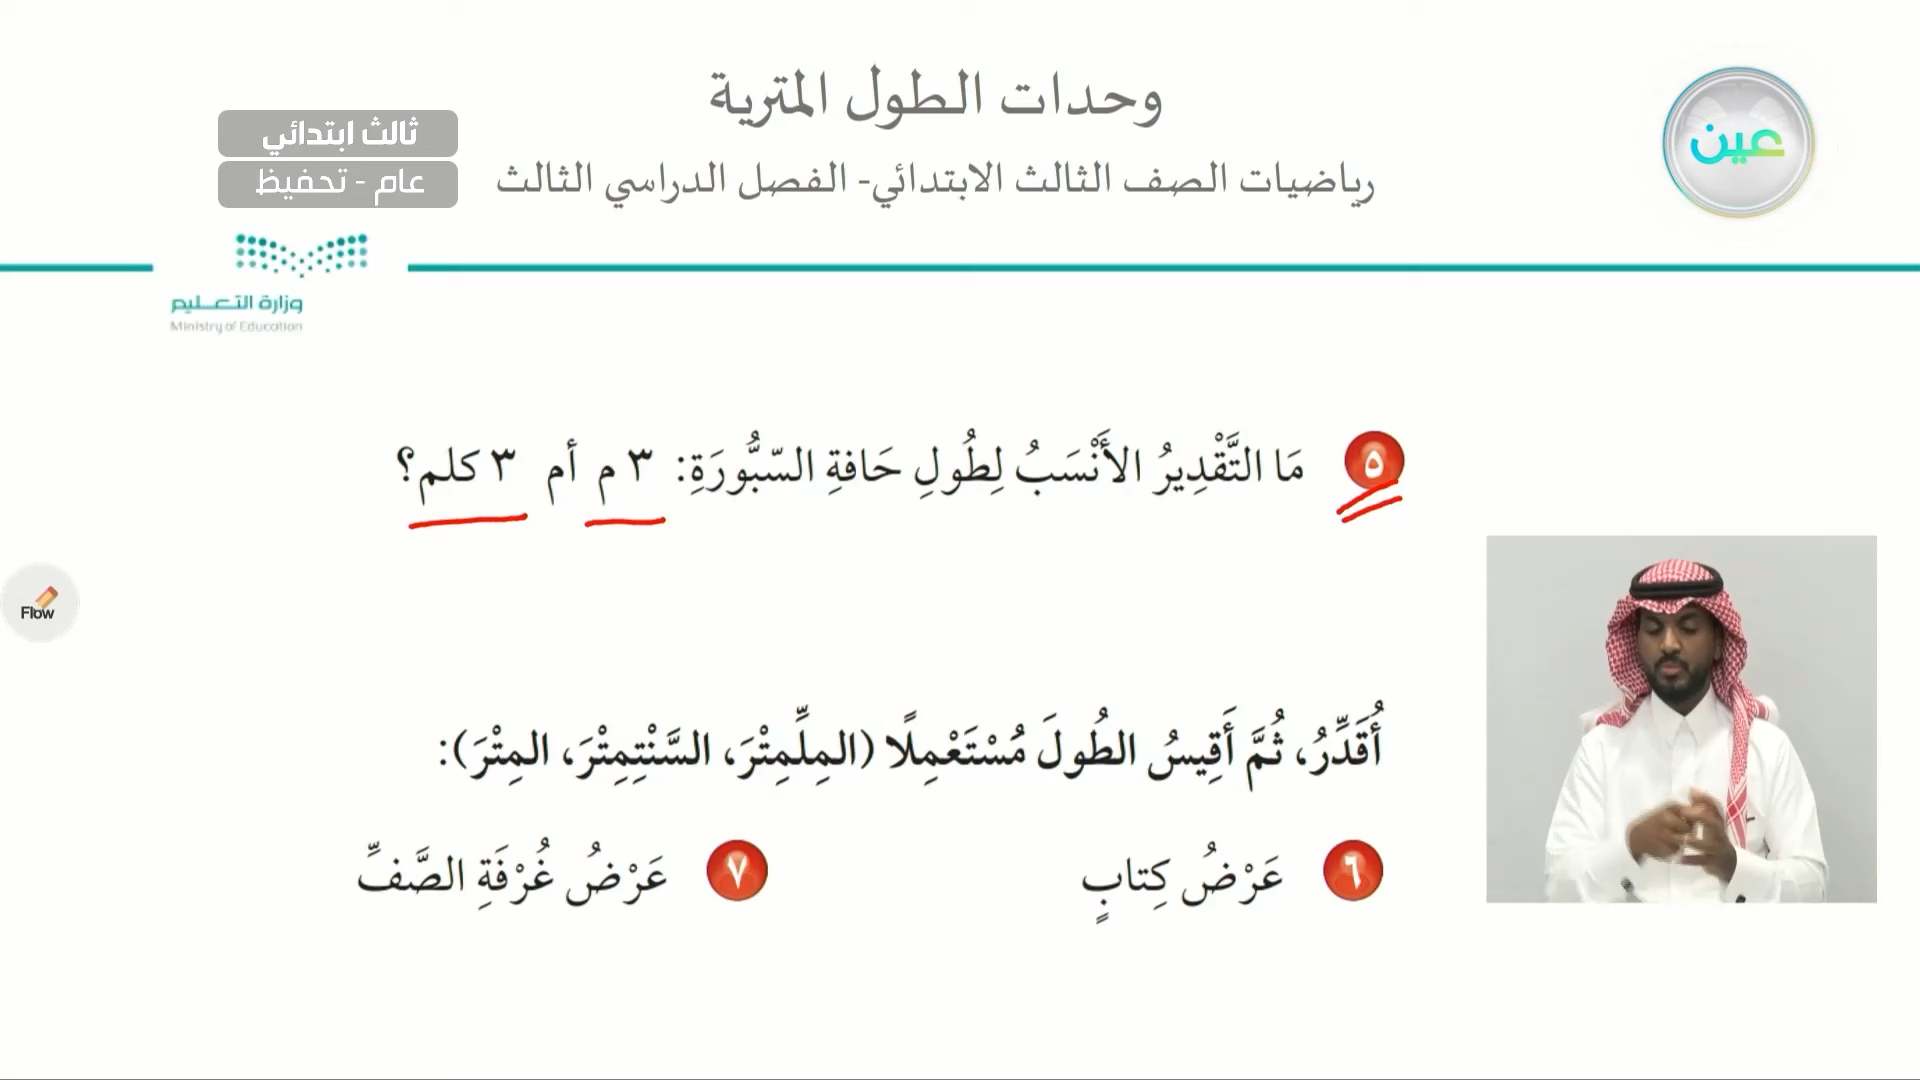 وحدات الطول المترية
عين
ثالث ابتدائي
رياضيات الصف الثالث الابتدائي- الفصل الدراسي الثالث
عام - تحفيظ
وزارة التعليم
Ministry of Education
٥ مَا التَّقْدِيرُ الأَنْسَبُ لِطُولِ حَافةِ السّبُّورَةِ: ٣ م أم ٣ كلم؟
Flow
أُقَدِّرُ، ثُمَّ أَقِيسُ الطُولَ مُسْتَعْمِلًا (المِلِّمِتْرَ، السَّنْتِمِتْرَ، المِتْرَ):
٦ عَرْضُ كِتابٍ
٧ عَرْضُ غُرْفَةِ الصَّفِّ